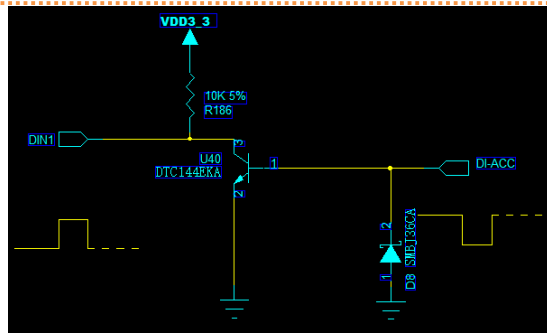 VDD3_3
10K 5%
R186
DIN1
3
U40
DTC144EKA
1
DI-ACC
2
2
SMBJ36CA
1
D8